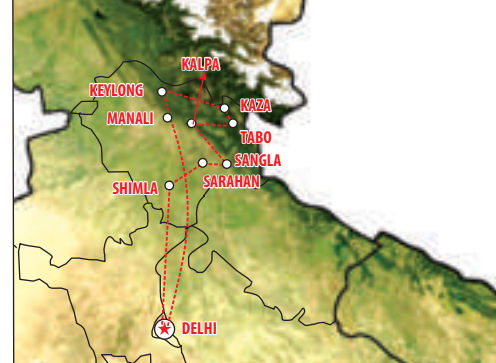 KALPA
KEYLONG
KAZA
MANALI
TABO
SANGLA
SARAHAN
SHIMLA
DELHI